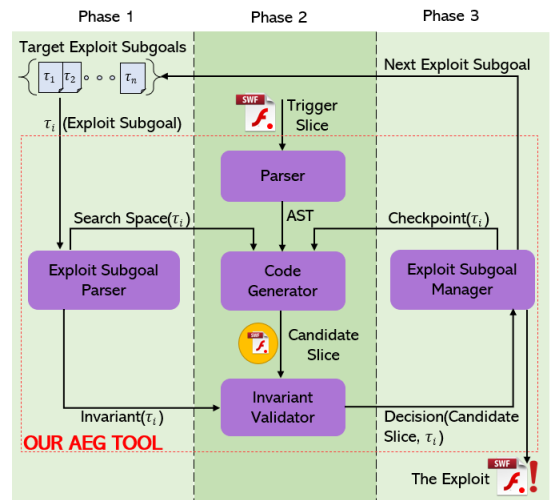 Phase 1
Phase 2
Phase 3
Target Exploit Subgoals
{ τ₁ τ₂ ∘ ∘ ∘ τₙ }
Next Exploit Subgoal
SWF
Trigger
Slice
τᵢ (Exploit Subgoal)
Parser
Search Space(τᵢ)
AST
Checkpoint(τᵢ)
Exploit Subgoal
Parser
Code
Generator
Exploit Subgoal
Manager
Candidate
Slice
Invariant
Validator
Invariant(τᵢ)
Decision(Candidate
Slice, τᵢ)
OUR AEG TOOL
The Exploit
SWF
!